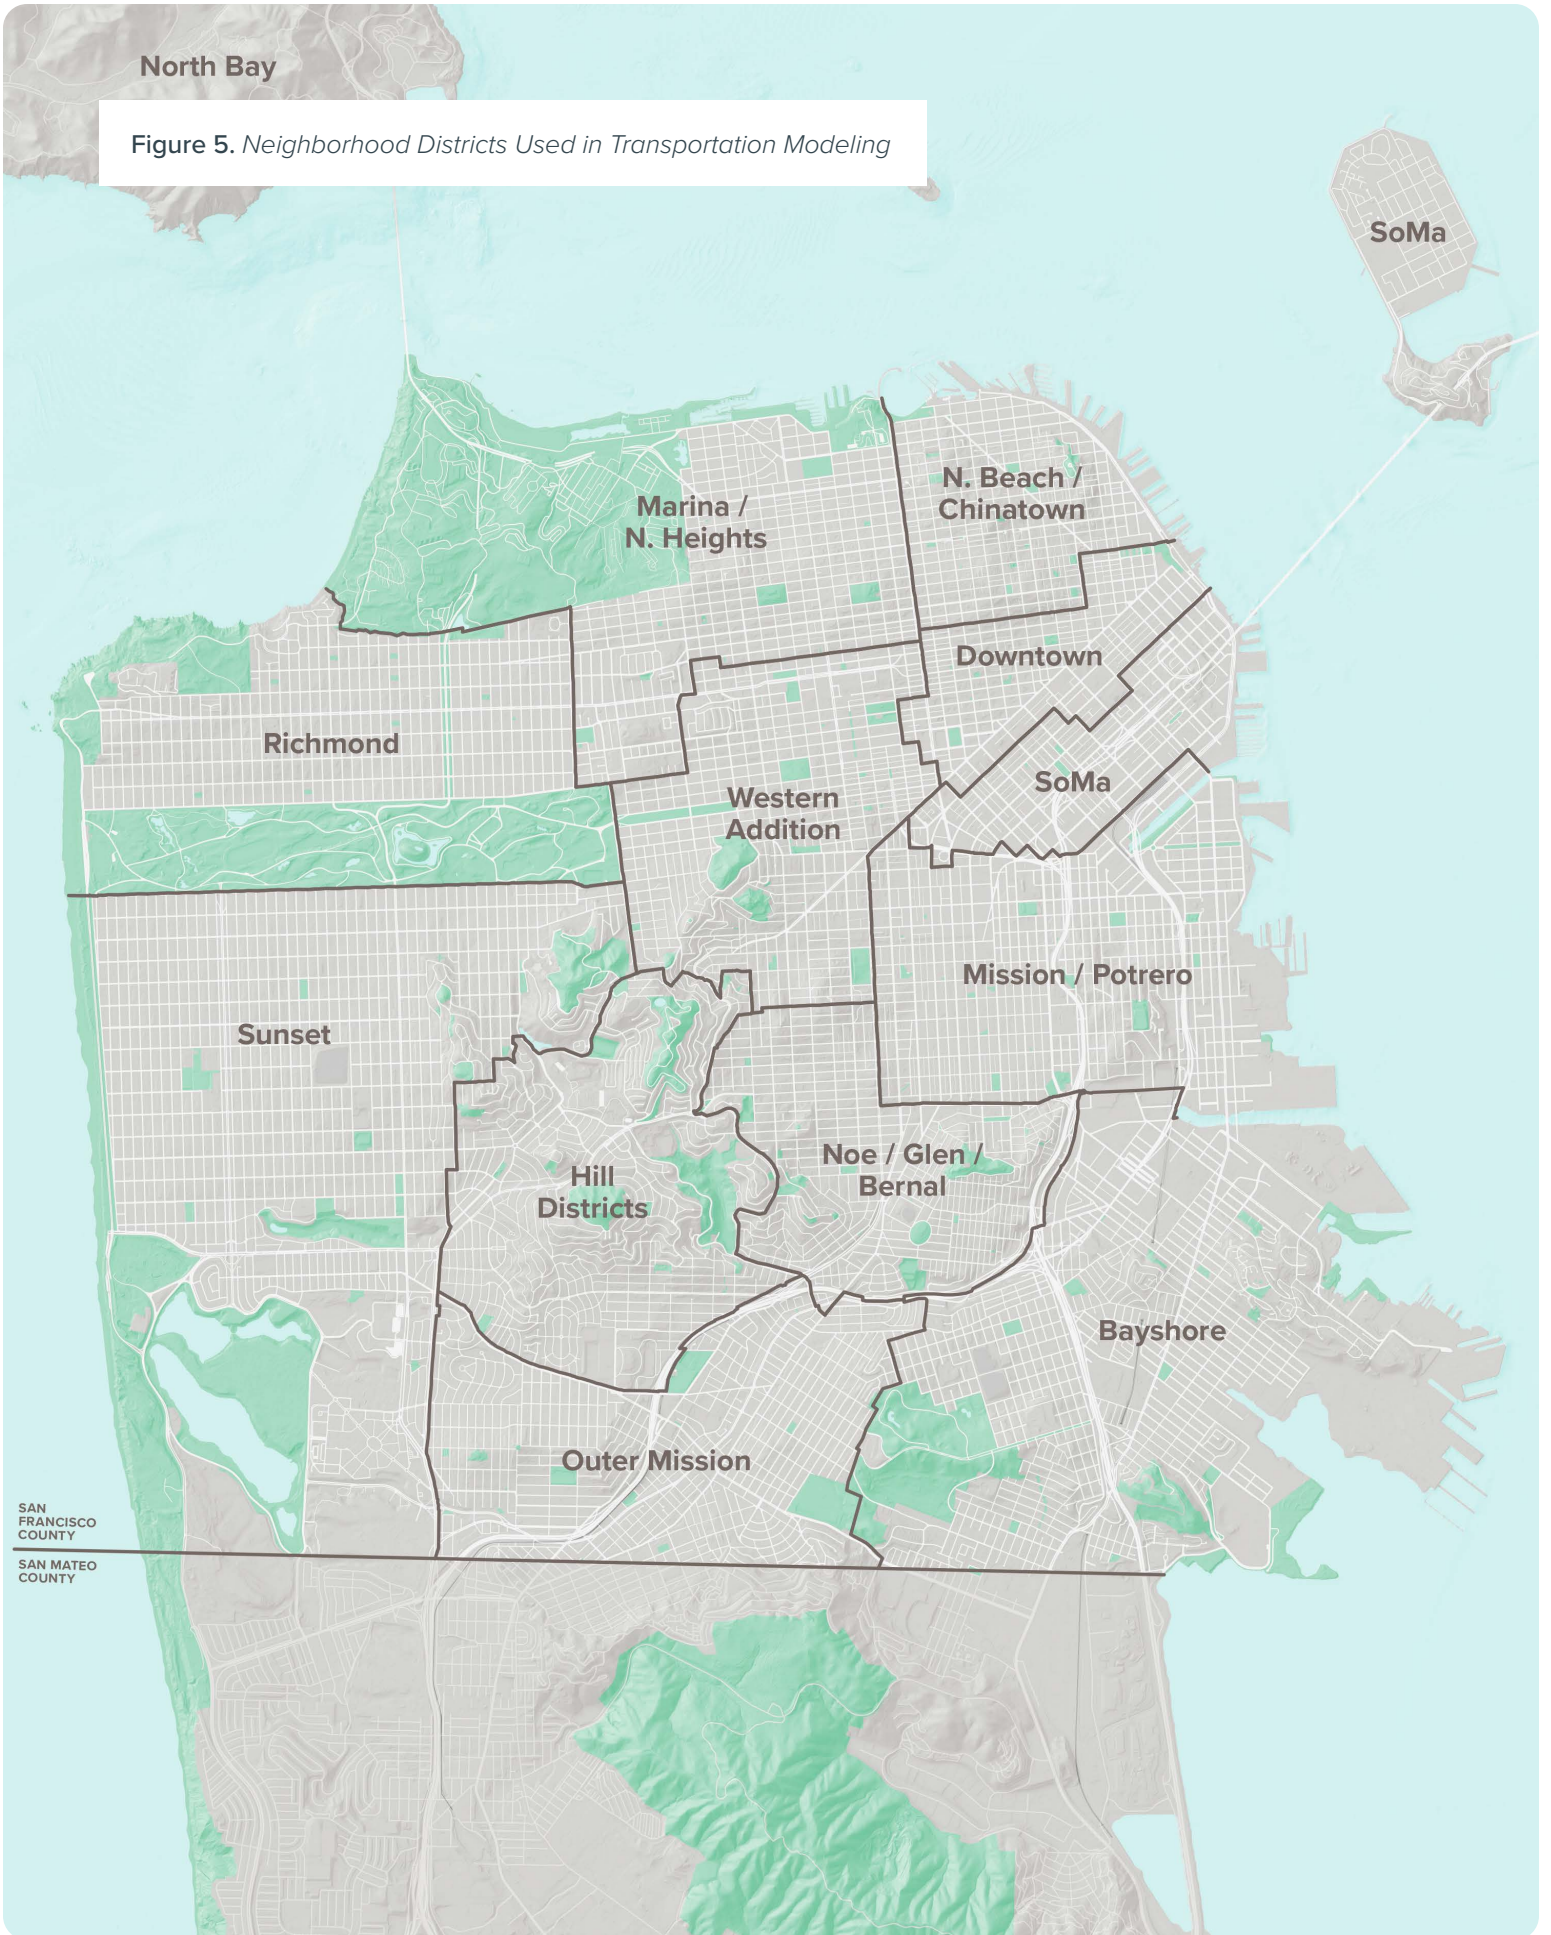 North Bay
Figure 5. Neighborhood Districts Used in Transportation Modeling
SoMa
N. Beach /
Chinatown
Marina /
N. Heights
Downtown
Richmond
SoMa
Western
Addition
Mission / Potrero
Sunset
Noe / Glen /
Bernal
Hill
Districts
Bayshore
Outer Mission
SAN
FRANCISCO
COUNTY
SAN MATEO
COUNTY